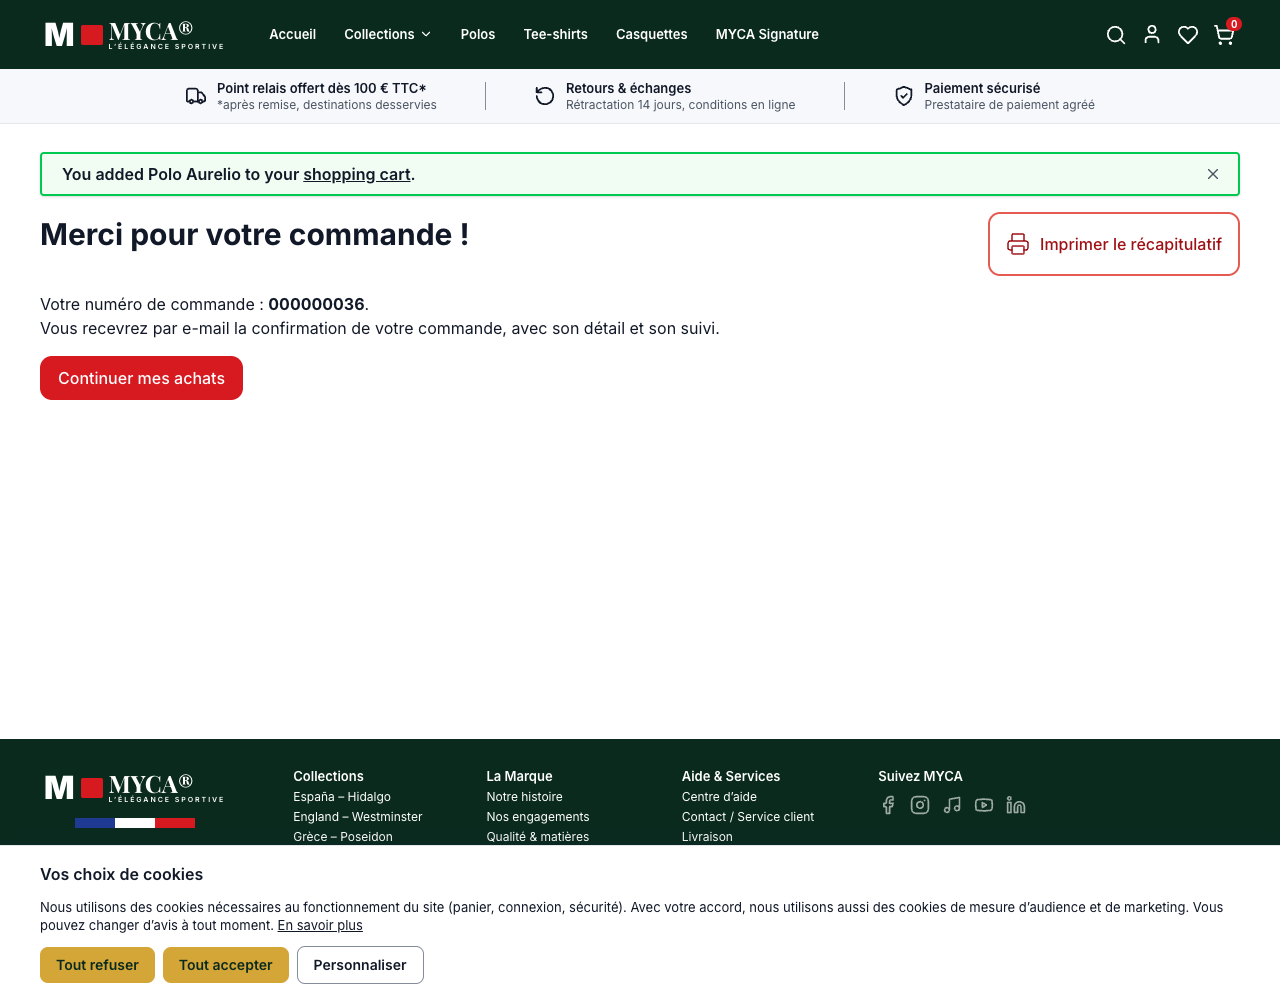 M MYCA®
L'ÉLÉGANCE SPORTIVE
Accueil
Collections
Polos
Tee-shirts
Casquettes
MYCA Signature
0
Point relais offert dès 100 € TTC*
*après remise, destinations desservies
Retours & échanges
Rétractation 14 jours, conditions en ligne
Paiement sécurisé
Prestataire de paiement agréé
You added Polo Aurelio to your shopping cart.
Merci pour votre commande !
Imprimer le récapitulatif
Votre numéro de commande : 000000036.
Vous recevrez par e-mail la confirmation de votre commande, avec son détail et son suivi.
Continuer mes achats
M MYCA®
L'ÉLÉGANCE SPORTIVE
Collections
España – Hidalgo
England – Westminster
Grèce – Poseidon
La Marque
Notre histoire
Nos engagements
Qualité & matières
Aide & Services
Centre d’aide
Contact / Service client
Livraison
Suivez MYCA
Vos choix de cookies
Nous utilisons des cookies nécessaires au fonctionnement du site (panier, connexion, sécurité). Avec votre accord, nous utilisons aussi des cookies de mesure d’audience et de marketing. Vous
pouvez changer d’avis à tout moment. En savoir plus
Tout refuser
Tout accepter
Personnaliser